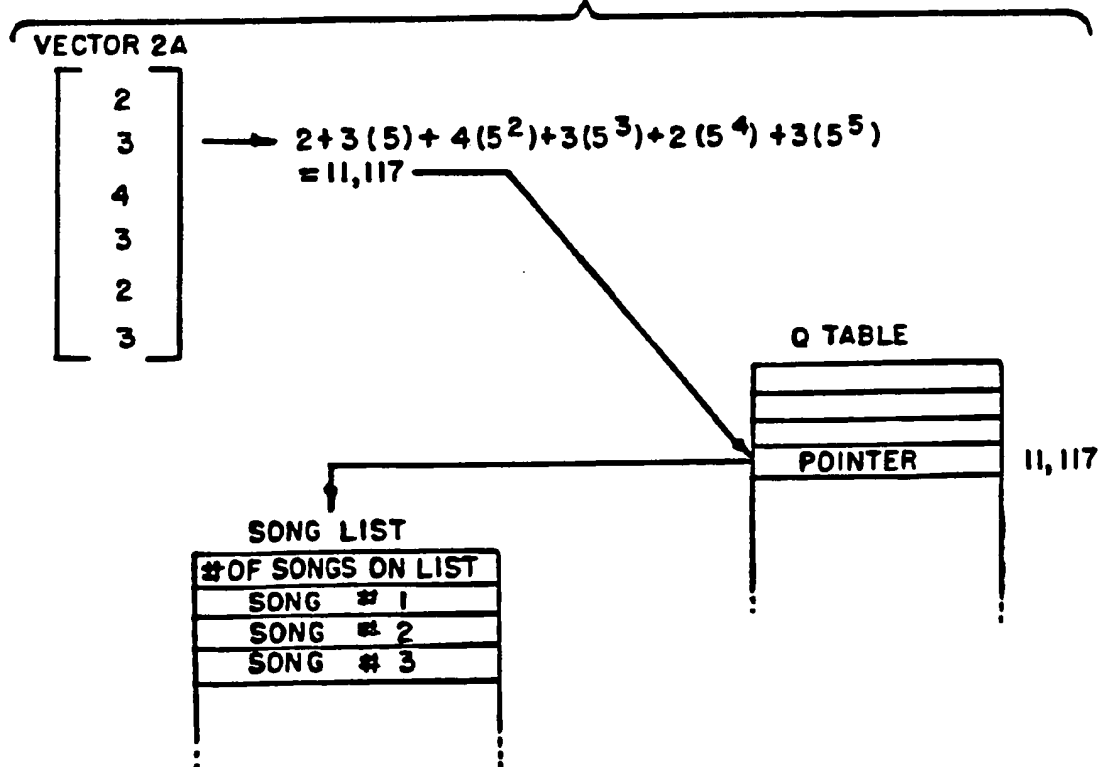 VECTOR 2A
2
3
4
3
2
3
2+3(5)+4(5²)+3(5³)+2(5⁴)+3(5⁵)
=11,117
Q TABLE
POINTER
11,117
SONG LIST
#OF SONGS ON LIST
SONG # 1
SONG # 2
SONG # 3